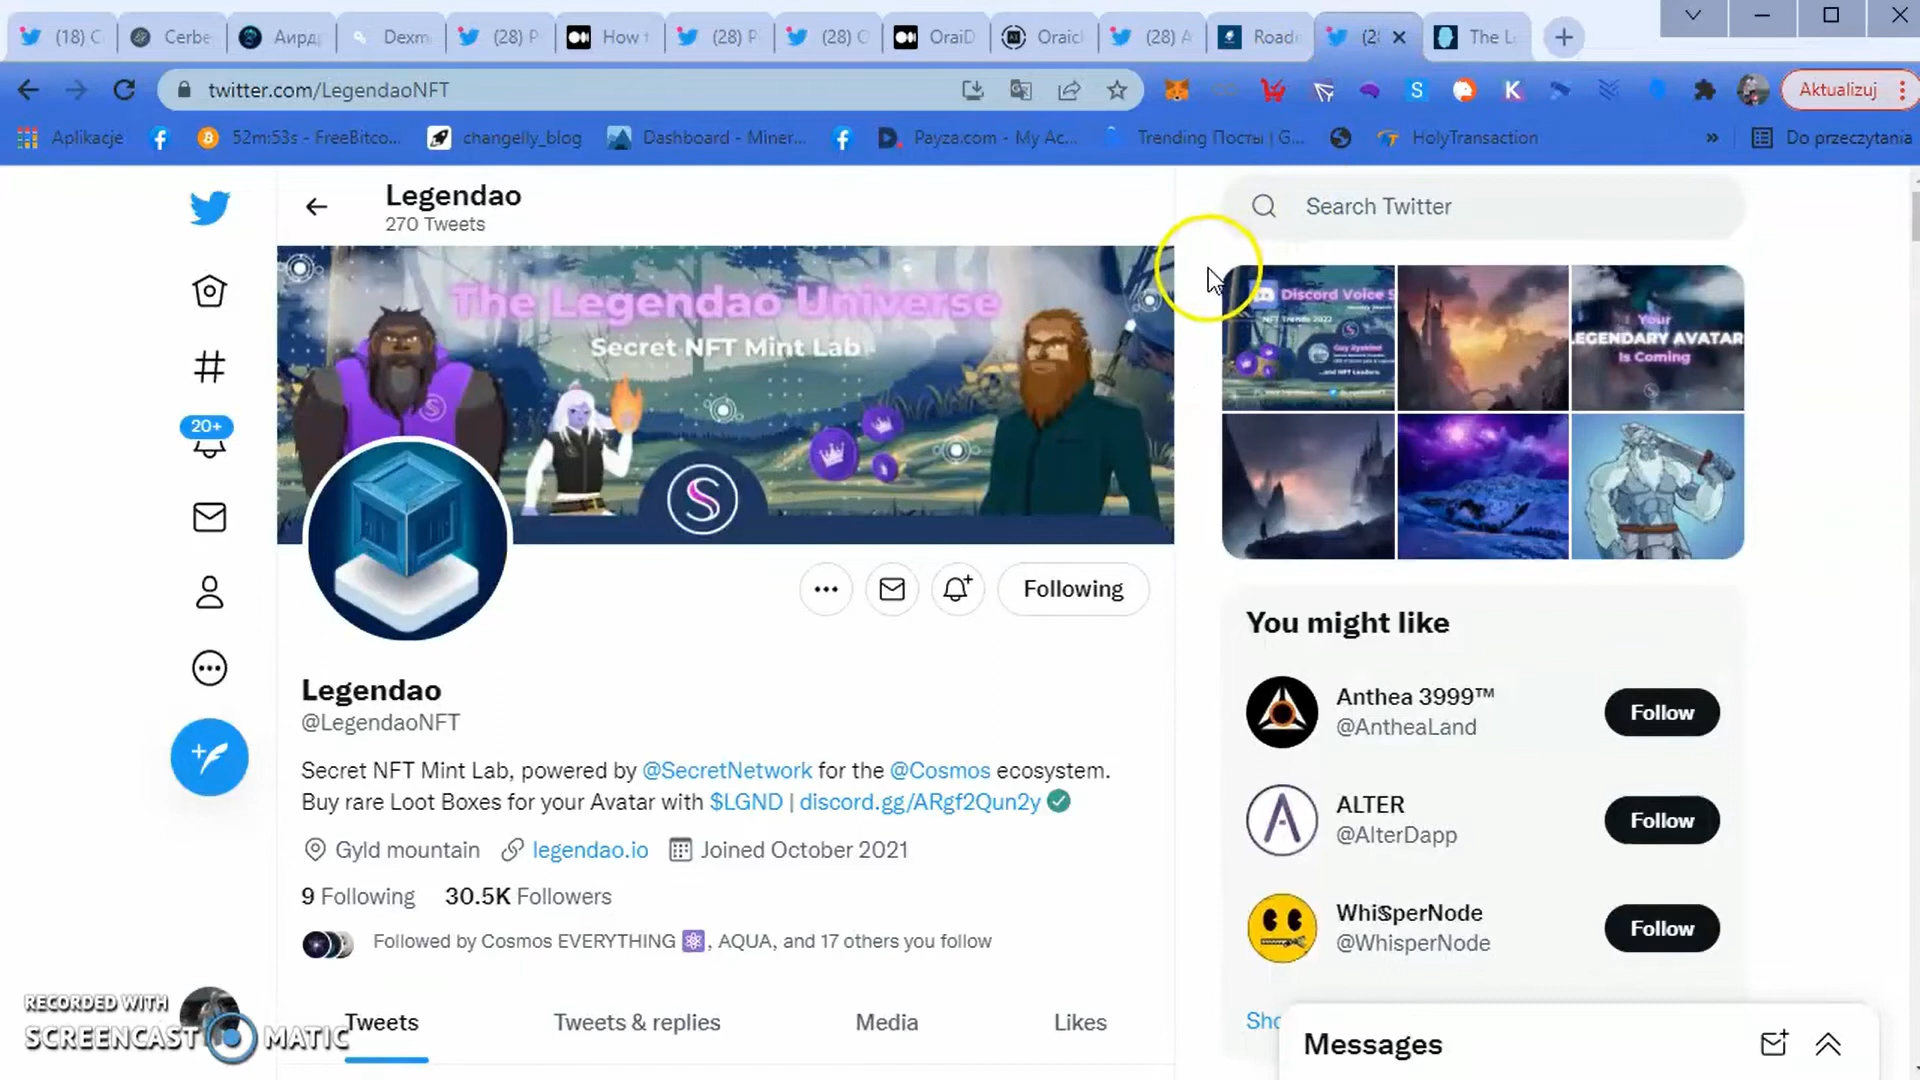 (18) C
Cerbe
Аирд
Dexm
(28) P
How t
(28) P
(28) C
OraiD
Oraic
(28) A
Road
(2
The L
twitter.com/LegendaoNFT
Aktualizuj
Aplikacje
52m:53s - FreeBitco...
changelly_blog
Dashboard - Miner...
Payza.com - My Ac...
Trending Посты | G...
HolyTransaction
»
Do przeczytania
Legendao
270 Tweets
Search Twitter
The Legendao Universe
Secret NFT Mint Lab
Discord Voice S
NFT Trends 2022
Guy Zyskind
...and NFT Leaders.
Your
LEGENDARY AVATAR
Is Coming
20+
Following
Legendao
@LegendaoNFT
Secret NFT Mint Lab, powered by @SecretNetwork for the @Cosmos ecosystem.
Buy rare Loot Boxes for your Avatar with $LGND | discord.gg/ARgf2Qun2y
Gyld mountain legendao.io Joined October 2021
9 Following 30.5K Followers
Followed by Cosmos EVERYTHING ⚛, AQUA, and 17 others you follow
Tweets
Tweets & replies
Media
Likes
You might like
Anthea 3999™
@AntheaLand
Follow
ALTER
@AlterDapp
Follow
WhiSperNode
@WhisperNode
Follow
Sho
Messages
RECORDED WITH
SCREENCAST MATIC